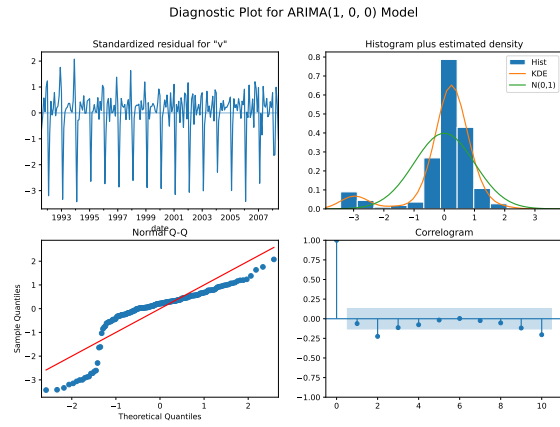 Diagnostic Plot for ARIMA(1, 0, 0) Model
Standardized residual for "v"
2
1
0
−1
−2
−3
1993 1995 1997 1999 2001 2003 2005 2007
date
Histogram plus estimated density
Hist
KDE
N(0,1)
0.8
0.7
0.6
0.5
0.4
0.3
0.2
0.1
0.0
−3 −2 −1 0 1 2 3
Normal Q-Q
Sample Quantiles
2
1
0
−1
−2
−3
−2 −1 0 1 2
Theoretical Quantiles
Correlogram
1.00
0.75
0.50
0.25
0.00
−0.25
−0.50
−0.75
−1.00
0 2 4 6 8 10